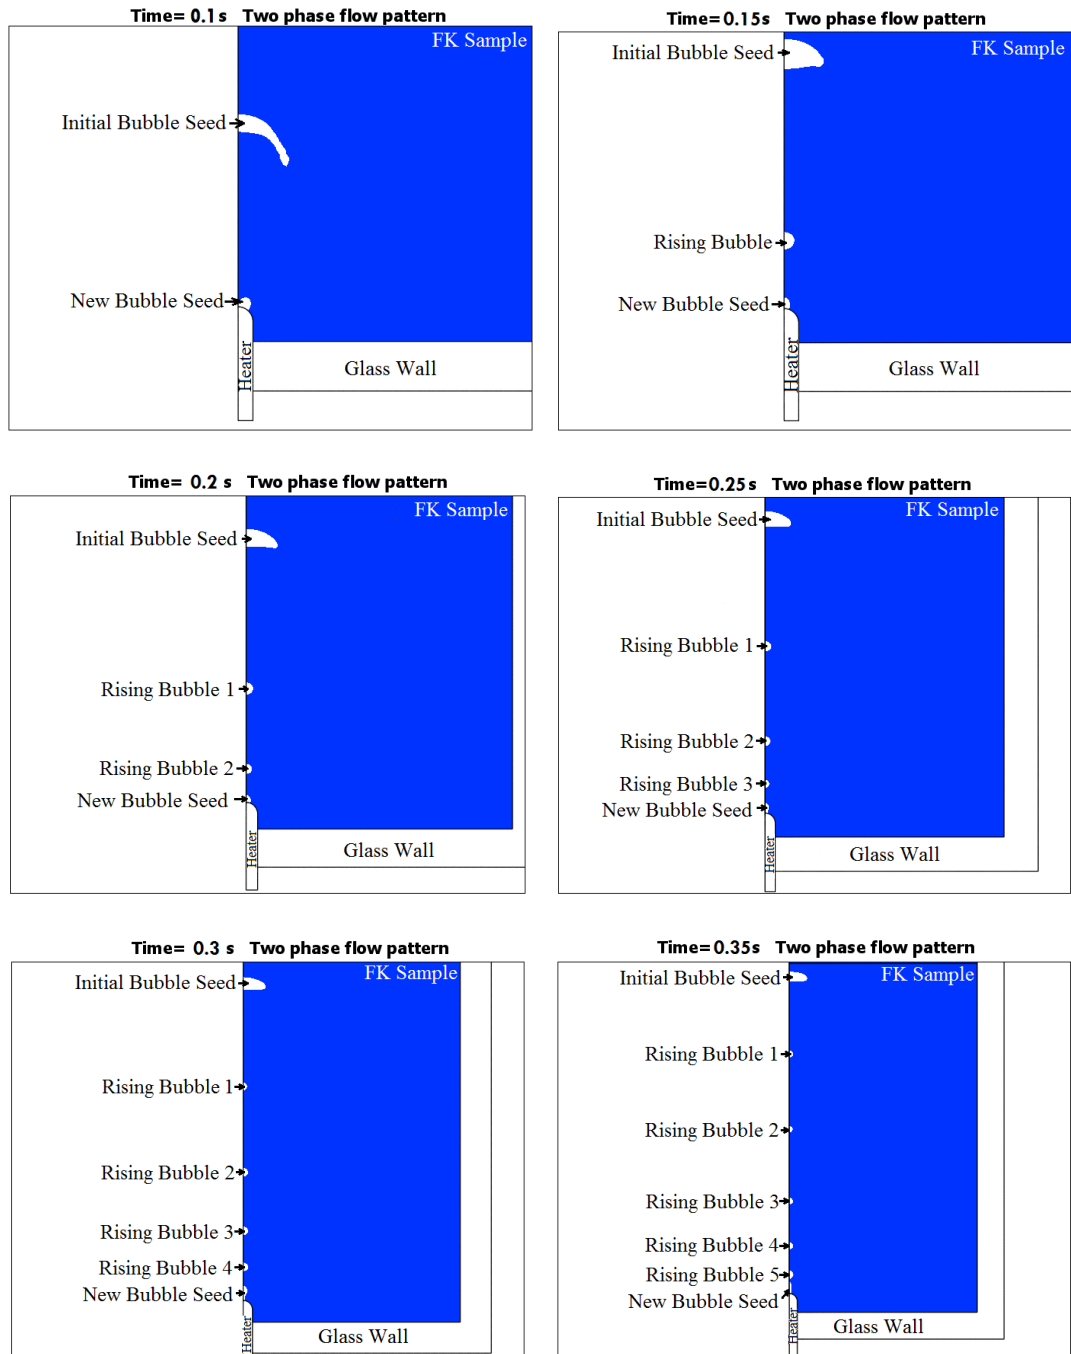 Time= 0.1 s Two phase flow pattern
FK Sample
Initial Bubble Seed
New Bubble Seed
Heater
Glass Wall
Time=0.15s Two phase flow pattern
Initial Bubble Seed
FK Sample
Rising Bubble
New Bubble Seed
Heater
Glass Wall
Time= 0.2 s Two phase flow pattern
FK Sample
Initial Bubble Seed
Rising Bubble 1
Rising Bubble 2
New Bubble Seed
Heater
Glass Wall
Time=0.25s Two phase flow pattern
FK Sample
Initial Bubble Seed
Rising Bubble 1
Rising Bubble 2
Rising Bubble 3
New Bubble Seed
Heater
Glass Wall
Time= 0.3 s Two phase flow pattern
FK Sample
Initial Bubble Seed
Rising Bubble 1
Rising Bubble 2
Rising Bubble 3
Rising Bubble 4
New Bubble Seed
Heater
Glass Wall
Time=0.35s Two phase flow pattern
FK Sample
Initial Bubble Seed
Rising Bubble 1
Rising Bubble 2
Rising Bubble 3
Rising Bubble 4
Rising Bubble 5
New Bubble Seed
Heater
Glass Wall